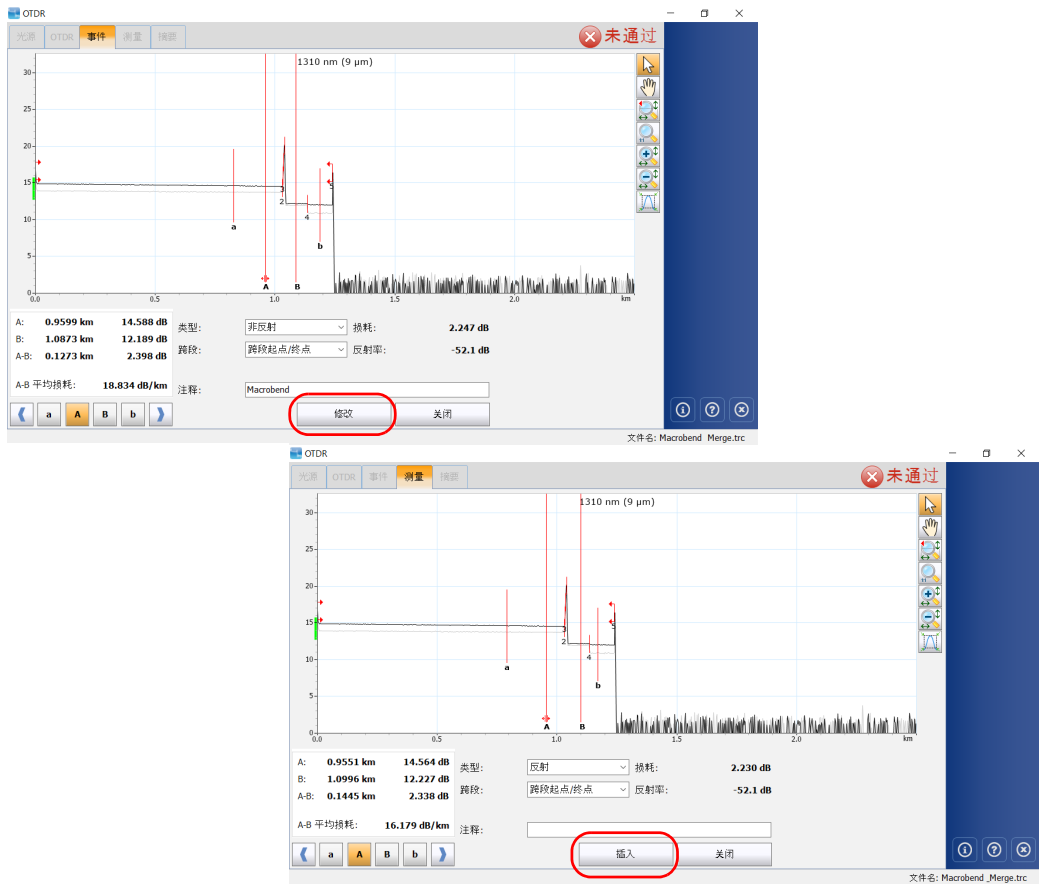 OTDR
光源 OTDR 事件 测量 摘要 未通过
1310 nm (9 µm)
30
25
20
15
10
5
0
3
2
4
5
a
b
A
B
0.0 0.5 1.0 1.5 2.0 km
A: 0.9599 km 14.588 dB
B: 1.0873 km 12.189 dB
A-B: 0.1273 km 2.398 dB
A-B 平均损耗: 18.834 dB/km
类型: 非反射 损耗: 2.247 dB
跨段: 跨段起点/终点 反射率: -52.1 dB
注释: Macrobend
a A B b 修改 关闭
文件名: Macrobend_Merge.trc
OTDR
光源 OTDR 事件 测量 摘要 未通过
1310 nm (9 µm)
30
25
20
15
10
5
0
3
2
4
5
a
b
A
B
0.0 0.5 1.0 1.5 2.0 km
A: 0.9551 km 14.564 dB
B: 1.0996 km 12.227 dB
A-B: 0.1445 km 2.338 dB
A-B 平均损耗: 16.179 dB/km
类型: 反射 损耗: 2.230 dB
跨段: 跨段起点/终点 反射率: -52.1 dB
注释:
a A B b 插入 关闭
文件名: Macrobend_Merge.trc